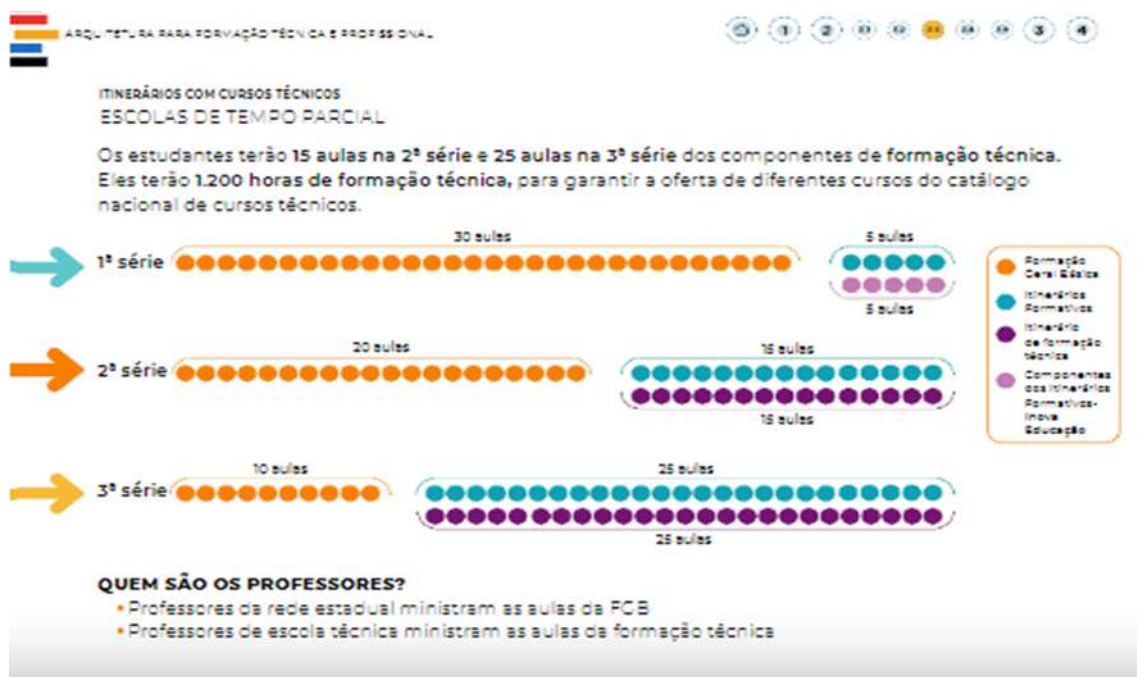 ARQUITETURA PARA FORMAÇÃO TÉCNICA E PROFISSIONAL
1
2
3
4
ITINERÁRIOS COM CURSOS TÉCNICOS
ESCOLAS DE TEMPO PARCIAL
Os estudantes terão 15 aulas na 2ª série e 25 aulas na 3ª série dos componentes de formação técnica.
Eles terão 1.200 horas de formação técnica, para garantir a oferta de diferentes cursos do catálogo
nacional de cursos técnicos.
30 aulas
5 aulas
1ª série
5 aulas
20 aulas
15 aulas
2ª série
15 aulas
10 aulas
25 aulas
3ª série
25 aulas
Formação
Geral Básica
Itinerários
Formativos
Itinerário
de formação
técnica
Componentes
dos Itinerários
Formativos-
Inova
Educação
QUEM SÃO OS PROFESSORES?
• Professores da rede estadual ministram as aulas da FGB
• Professores de escola técnica ministram as aulas da formação técnica